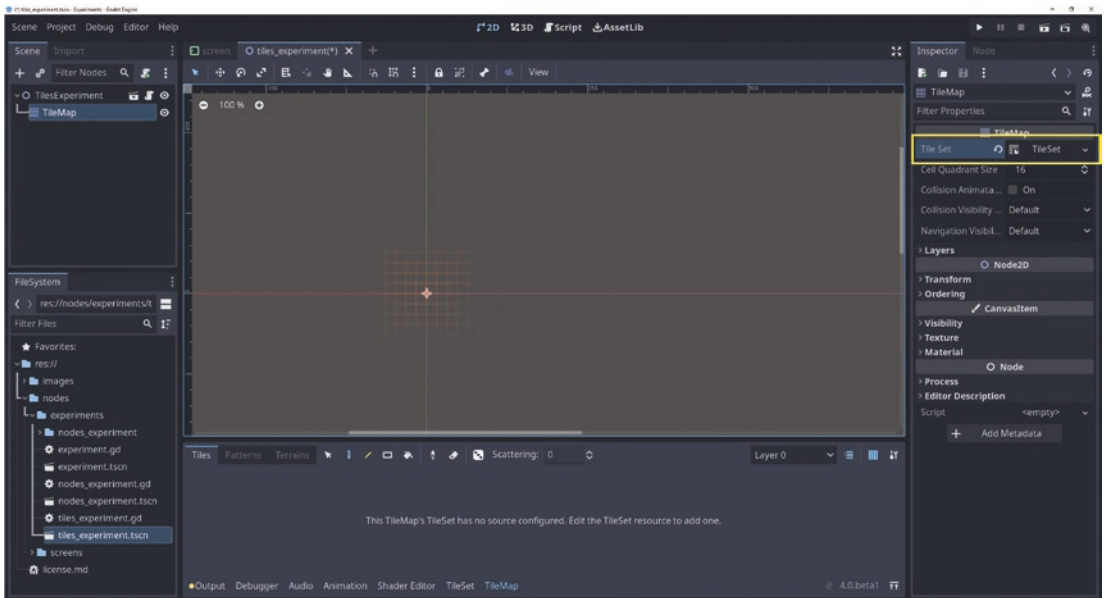 (*) tiles_experiment.tscn - Experiments - Godot Engine
Scene Project Debug Editor Help
2D 3D Script AssetLib
Scene Import
Filter Nodes
TilesExperiment
TileMap
screen tiles_experiment(*)
View
100 %
FileSystem
res://nodes/experiments/t
Filter Files
Favorites:
res://
images
nodes
experiments
nodes_experiment
experiment.gd
experiment.tscn
nodes_experiment.gd
nodes_experiment.tscn
tiles_experiment.gd
tiles_experiment.tscn
screens
license.md
Tiles Patterns Terrains Scattering: 0 Layer 0
This TileMap's TileSet has no source configured. Edit the TileSet resource to add one.
Output Debugger Audio Animation Shader Editor TileSet TileMap 4.0.beta1
Inspector Node
TileMap
Filter Properties
TileMap
Tile Set TileSet
Cell Quadrant Size 16
Collision Animata... On
Collision Visibility ... Default
Navigation Visibil... Default
Layers
Node2D
Transform
Ordering
CanvasItem
Visibility
Texture
Material
Node
Process
Editor Description
Script <empty>
Add Metadata